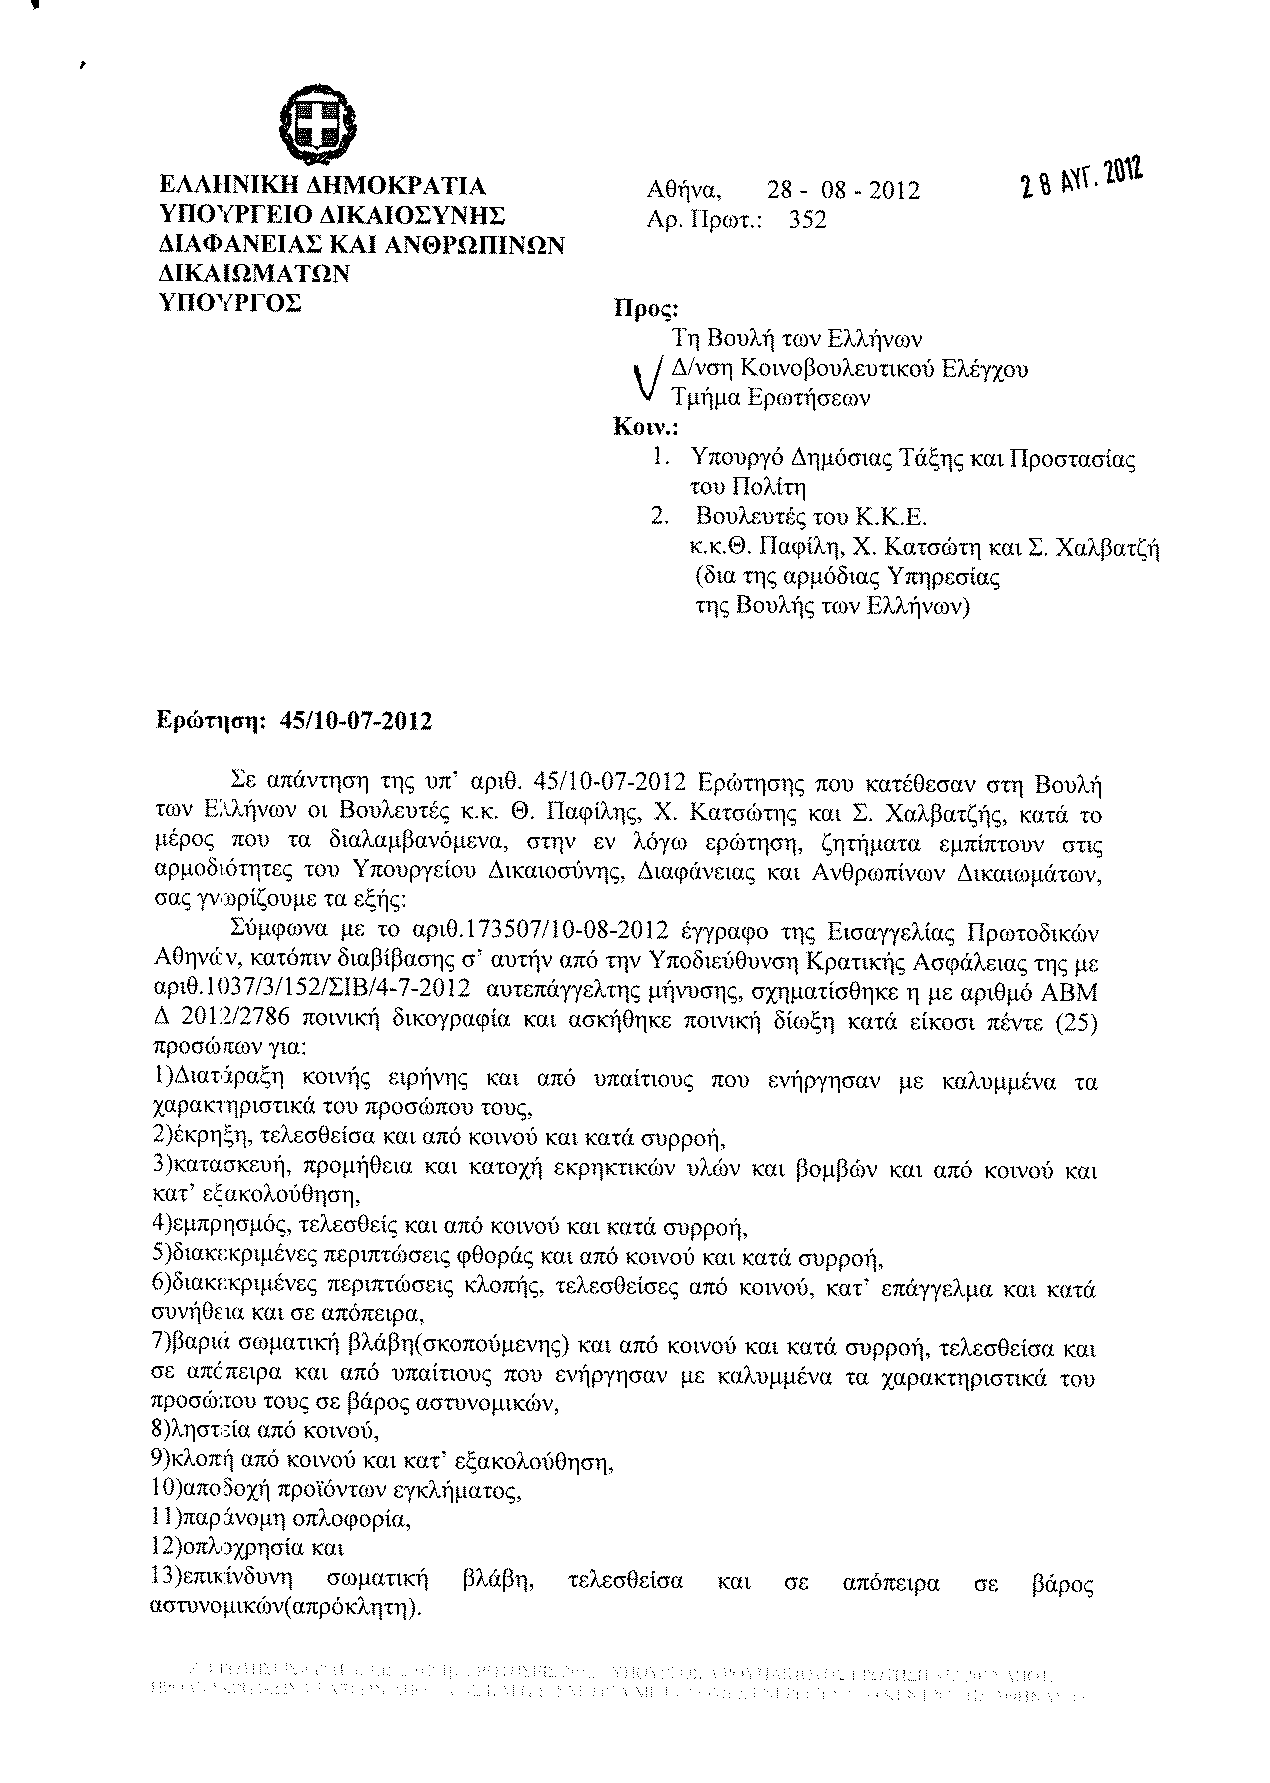 ΕΛΛΗΝΙΚΗ ΔΗΜΟΚΡΑΤΙΑ
ΥΠΟΥΡΓΕΙΟ ΔΙΚΑΙΟΣΥΝΗΣ
ΔΙΑΦΑΝΕΙΑΣ ΚΑΙ ΑΝΘΡΩΠΙΝΩΝ
ΔΙΚΑΙΩΜΑΤΩΝ
ΥΠΟΥΡΓΟΣ
Αθήνα, 28 - 08 - 2012
28 ΑΥΓ. 2012
Αρ. Πρωτ.: 352
Προς:
Τη Βουλή των Ελλήνων
Δ/νση Κοινοβουλευτικού Ελέγχου
Τμήμα Ερωτήσεων
Κοιν.:
1. Υπουργό Δημόσιας Τάξης και Προστασίας
του Πολίτη
2. Βουλευτές του Κ.Κ.Ε.
κ.κ.Θ. Παφίλη, Χ. Κατσώτη και Σ. Χαλβατζή
(δια της αρμόδιας Υπηρεσίας
της Βουλής των Ελλήνων)
Ερώτηση: 45/10-07-2012
Σε απάντηση της υπ’ αριθ. 45/10-07-2012 Ερώτησης που κατέθεσαν στη Βουλή
των Ελλήνων οι Βουλευτές κ.κ. Θ. Παφίλης, Χ. Κατσώτης και Σ. Χαλβατζής, κατά το
μέρος που τα διαλαμβανόμενα, στην εν λόγω ερώτηση, ζητήματα εμπίπτουν στις
αρμοδιότητες του Υπουργείου Δικαιοσύνης, Διαφάνειας και Ανθρωπίνων Δικαιωμάτων,
σας γνωρίζουμε τα εξής:
Σύμφωνα με το αριθ.173507/10-08-2012 έγγραφο της Εισαγγελίας Πρωτοδικών
Αθηνών, κατόπιν διαβίβασης σ’ αυτήν από την Υποδιεύθυνση Κρατικής Ασφάλειας της με
αριθ.1037/3/152/ΣΙΒ/4-7-2012 αυτεπάγγελτης μήνυσης, σχηματίσθηκε η με αριθμό ΑΒΜ
Δ 2012/2786 ποινική δικογραφία και ασκήθηκε ποινική δίωξη κατά είκοσι πέντε (25)
προσώπων για:
1)Διατάραξη κοινής ειρήνης και από υπαίτιους που ενήργησαν με καλυμμένα τα
χαρακτηριστικά του προσώπου τους,
2)έκρηξη, τελεσθείσα και από κοινού και κατά συρροή,
3)κατασκευή, προμήθεια και κατοχή εκρηκτικών υλών και βομβών και από κοινού και
κατ’ εξακολούθηση,
4)εμπρησμός, τελεσθείς και από κοινού και κατά συρροή,
5)διακεκριμένες περιπτώσεις φθοράς και από κοινού και κατά συρροή,
6)διακεκριμένες περιπτώσεις κλοπής, τελεσθείσες από κοινού, κατ’ επάγγελμα και κατά
συνήθεια και σε απόπειρα,
7)βαριά σωματική βλάβη(σκοπούμενης) και από κοινού και κατά συρροή, τελεσθείσα και
σε απόπειρα και από υπαίτιους που ενήργησαν με καλυμμένα τα χαρακτηριστικά του
προσώπου τους σε βάρος αστυνομικών,
8)ληστεία από κοινού,
9)κλοπή από κοινού και κατ’ εξακολούθηση,
10)αποδοχή προϊόντων εγκλήματος,
11)παράνομη οπλοφορία,
12)οπλοχρησία και
13)επικίνδυνη σωματική βλάβη, τελεσθείσα και σε απόπειρα σε βάρος
αστυνομικών(απρόκλητη).